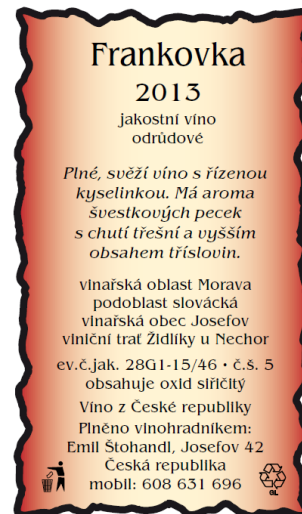 Frankovka
2013
jakostní víno
odrůdové
Plné, svěží víno s řízenou
kyselinkou. Má aroma
švestkových pecek
s chutí třešní a vyšším
obsahem tříslovin.
vinařská oblast Morava
podoblast slovácká
vinařská obec Josefov
viniční trať Židlíky u Nechor
ev.č.jak. 28G1-15/46 • č.š. 5
obsahuje oxid siřičitý
Víno z České republiky
Plněno vinohradníkem:
Emil Štohandl, Josefov 42
Česká republika
mobil: 608 631 696
GL